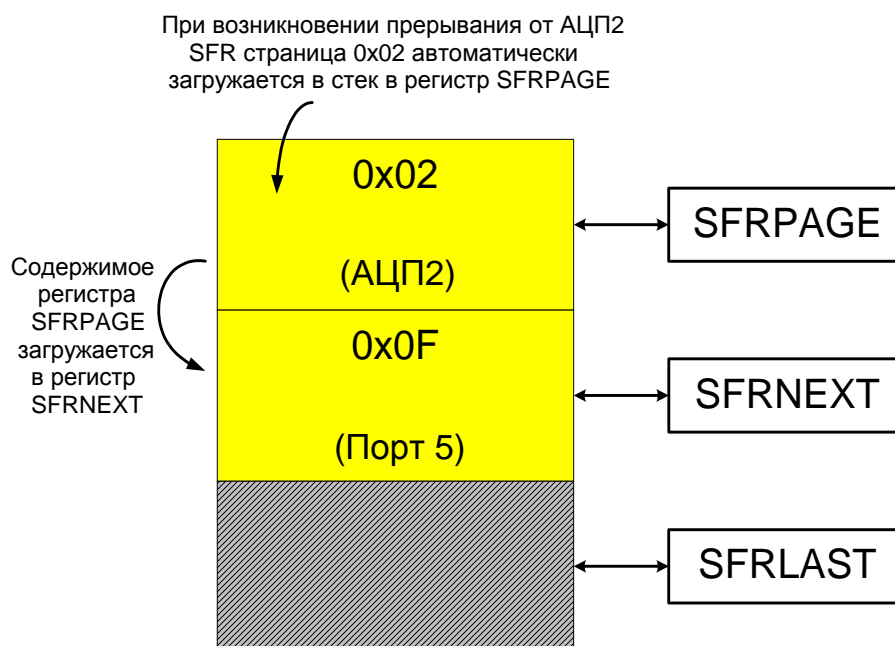 При возникновении прерывания от АЦП2
SFR страница 0x02 автоматически
загружается в стек в регистр SFRPAGE
0x02
(АЦП2)
SFRPAGE
Содержимое
регистра
SFRPAGE
загружается
в регистр
SFRNEXT
0x0F
(Порт 5)
SFRNEXT
SFRLAST